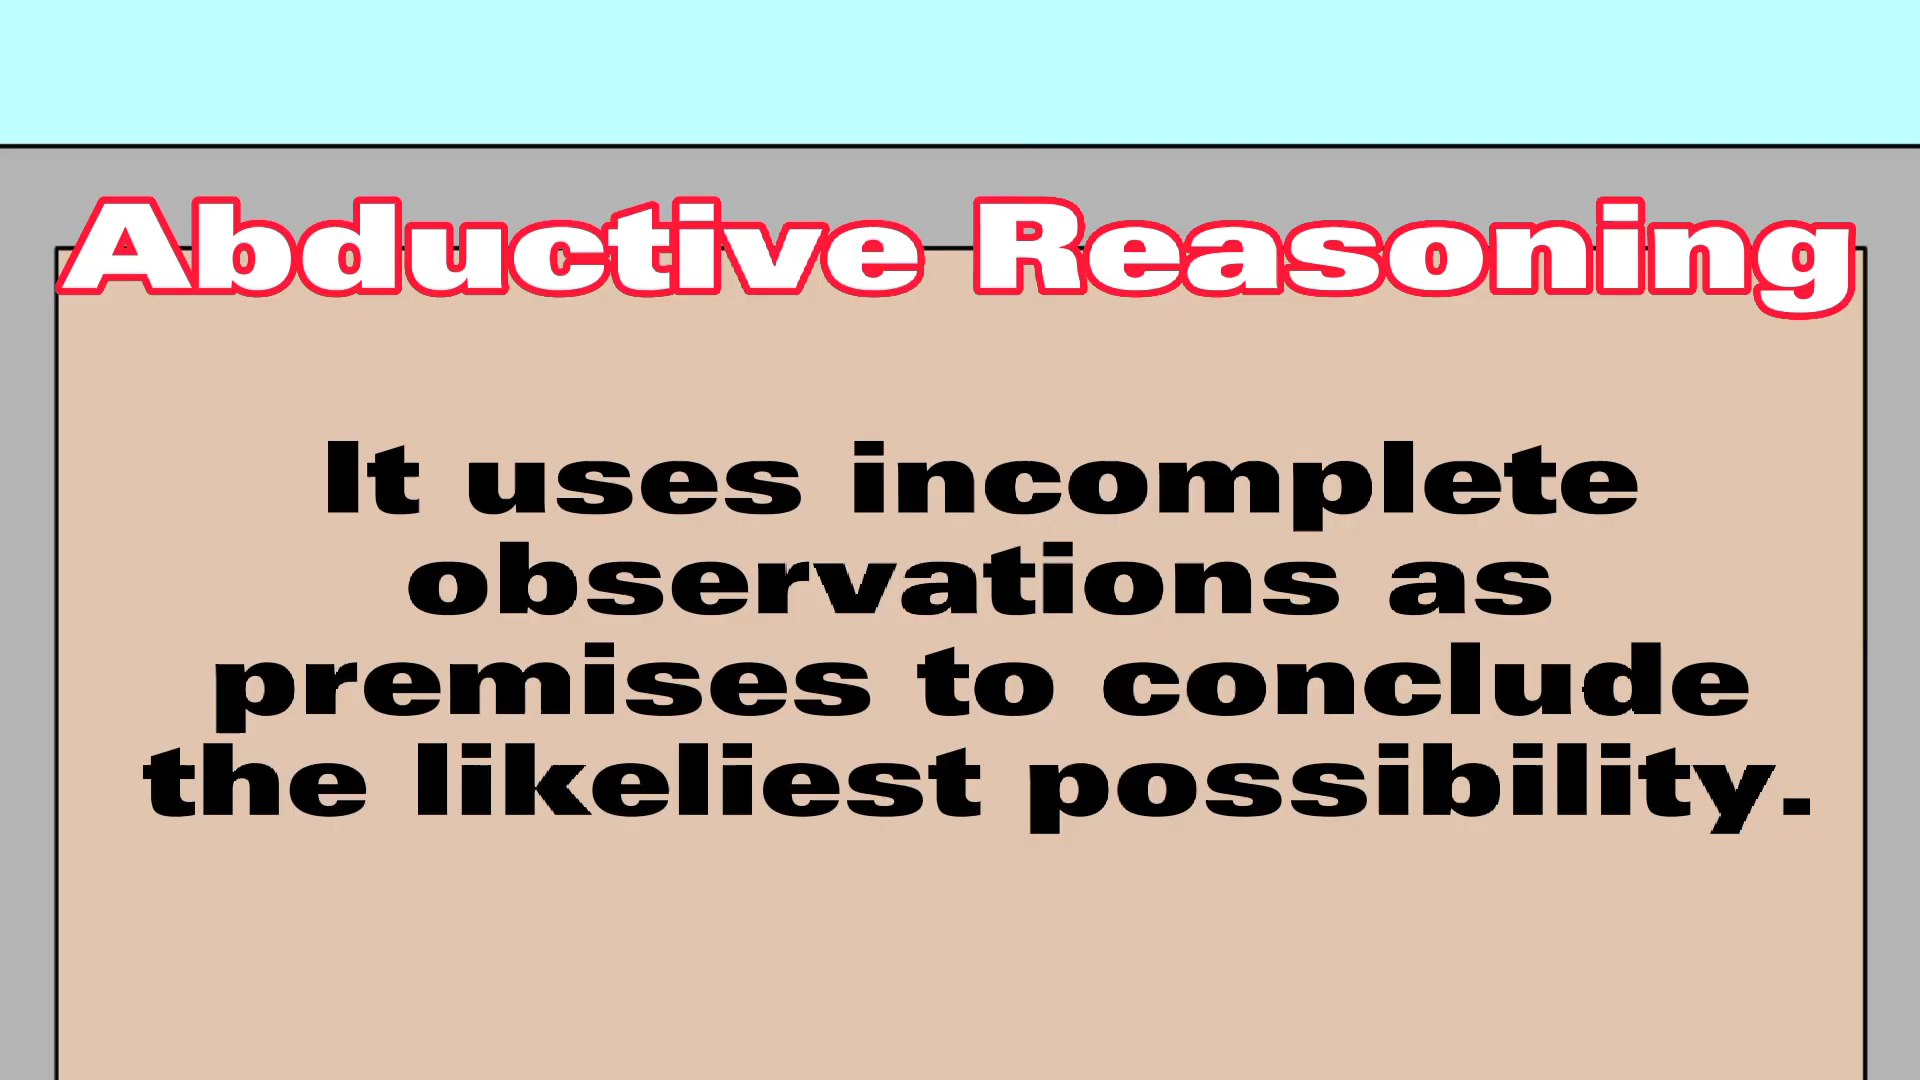 Abductive Reasoning
It uses incomplete
observations as
premises to conclude
the likeliest possibility.